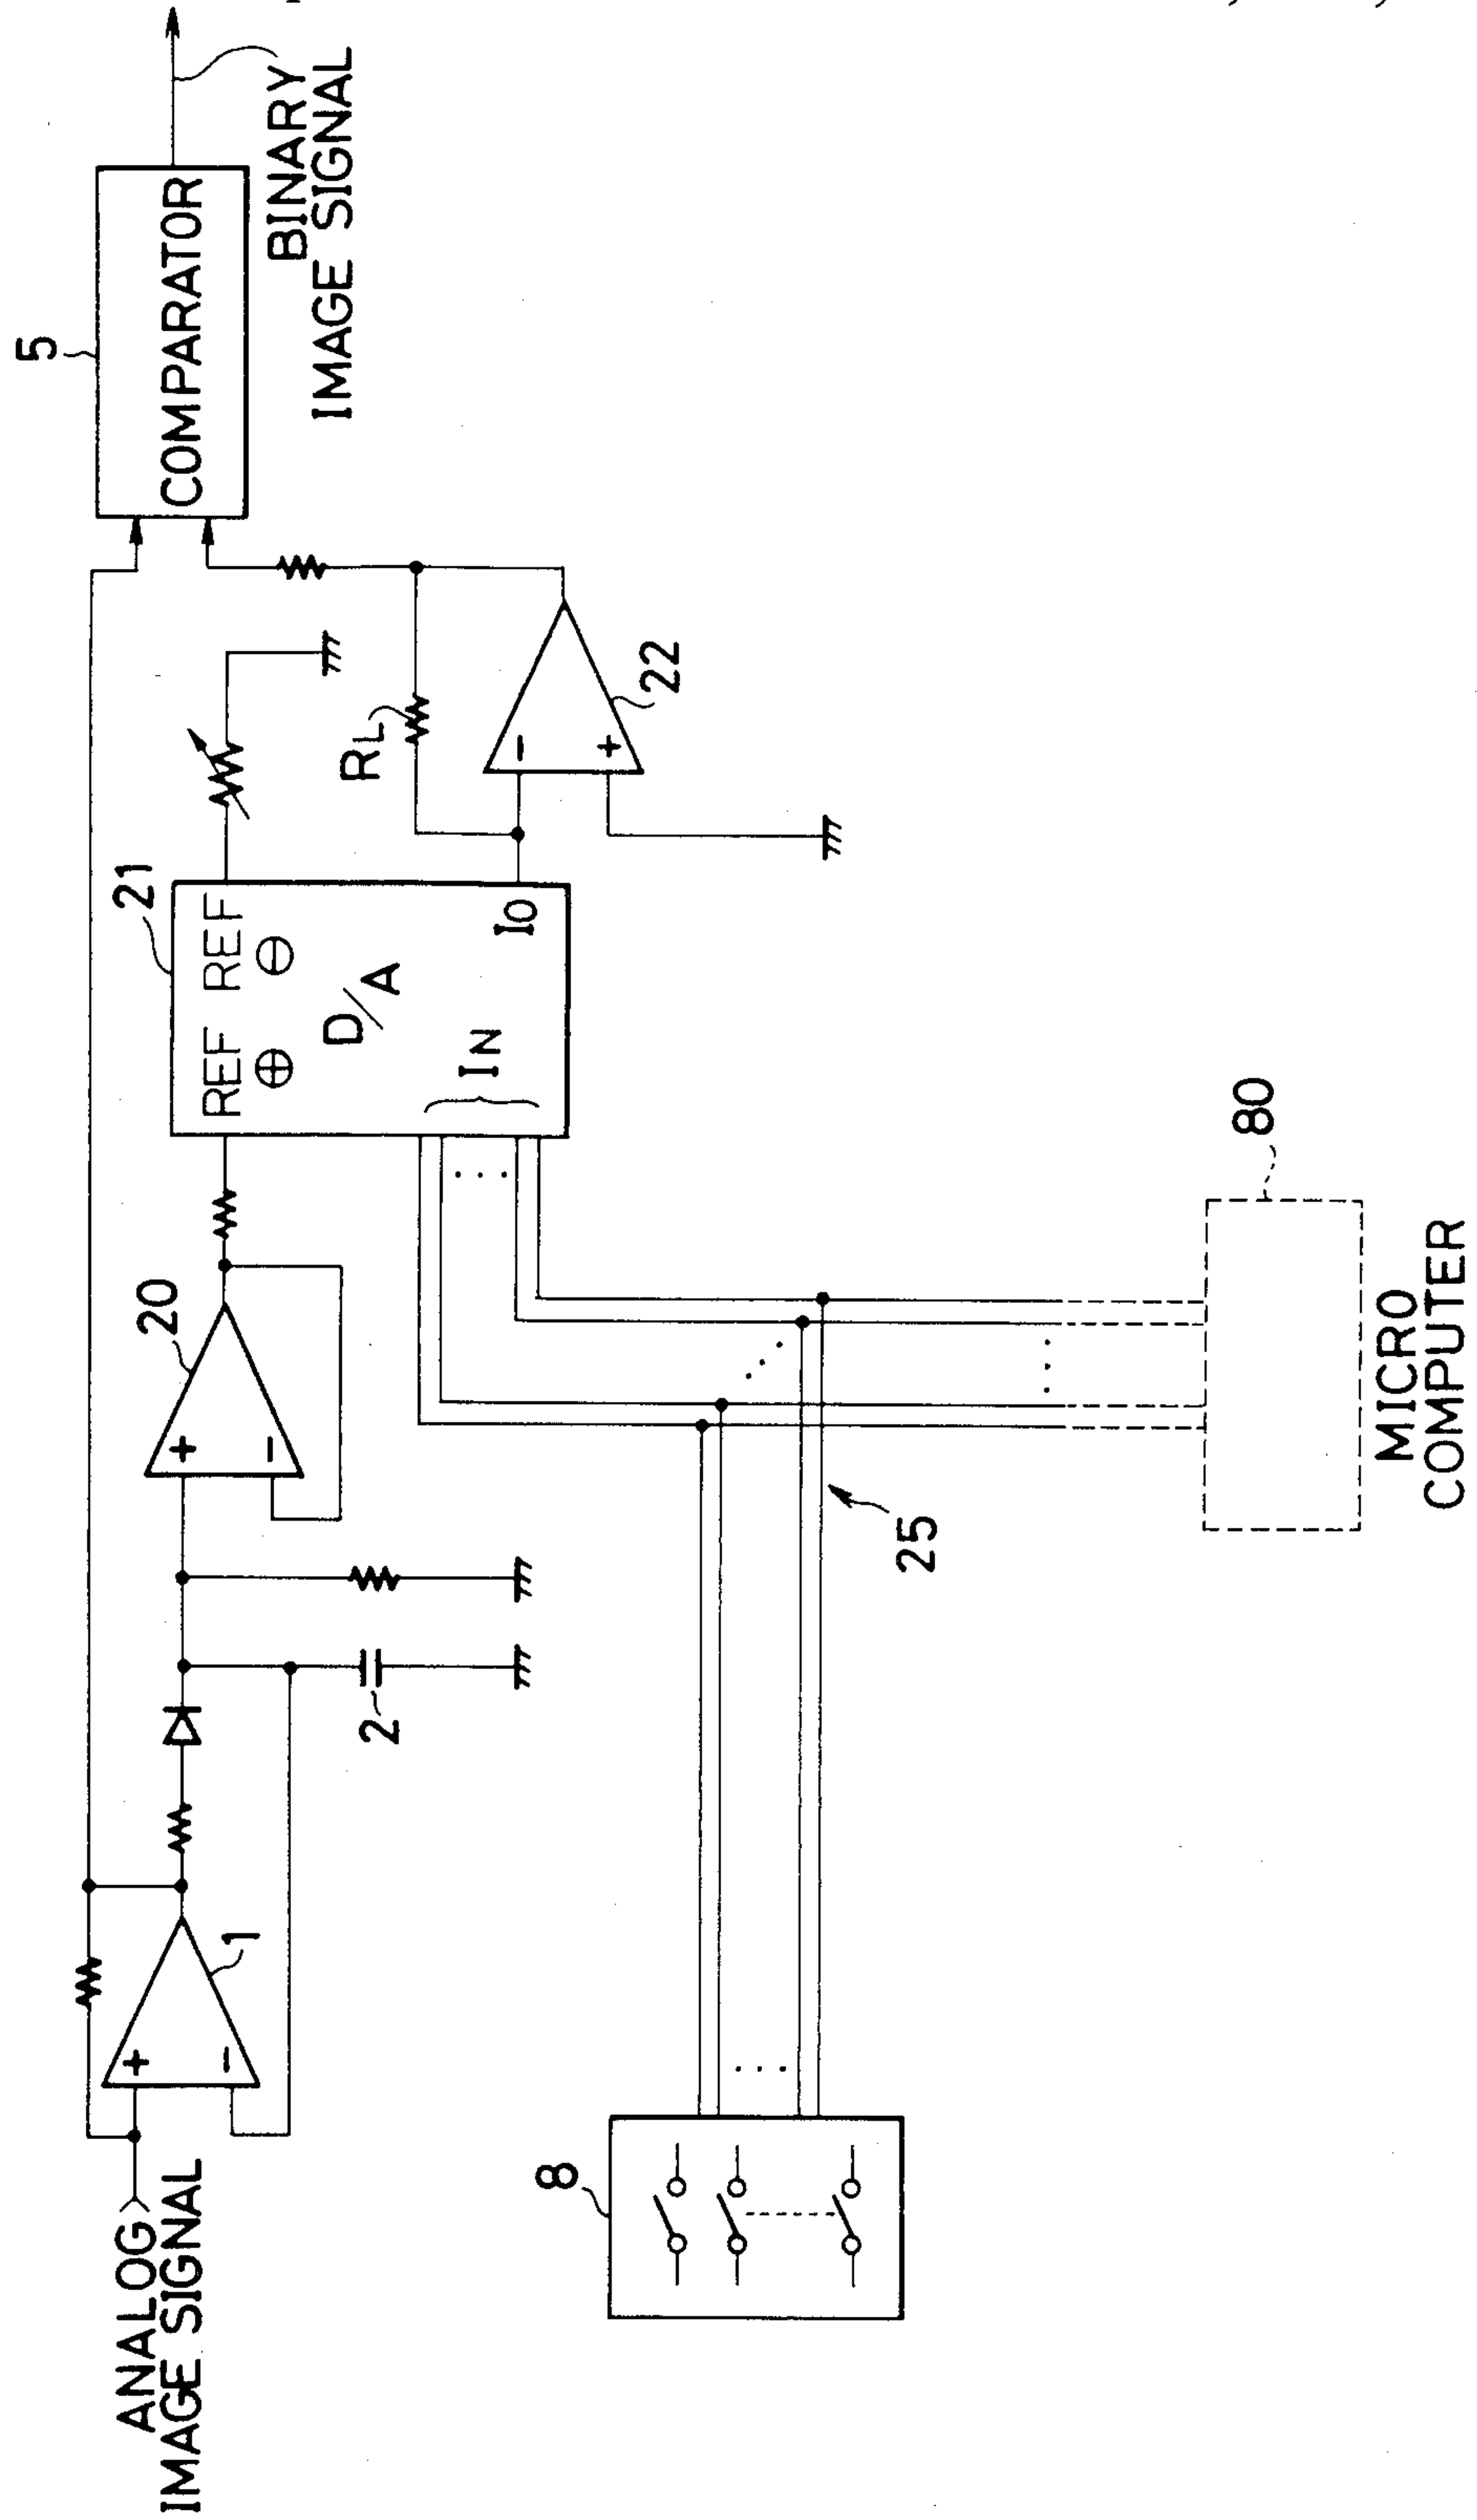 ANALOG
IMAGE SIGNAL
+
−
1
2
+
−
20
21
REF REF
⊕ ⊖
D/A
IN
IO
RL
−
+
22
5
COMPARATOR
BINARY
IMAGE SIGNAL
8
25
80
MICRO
COMPUTER